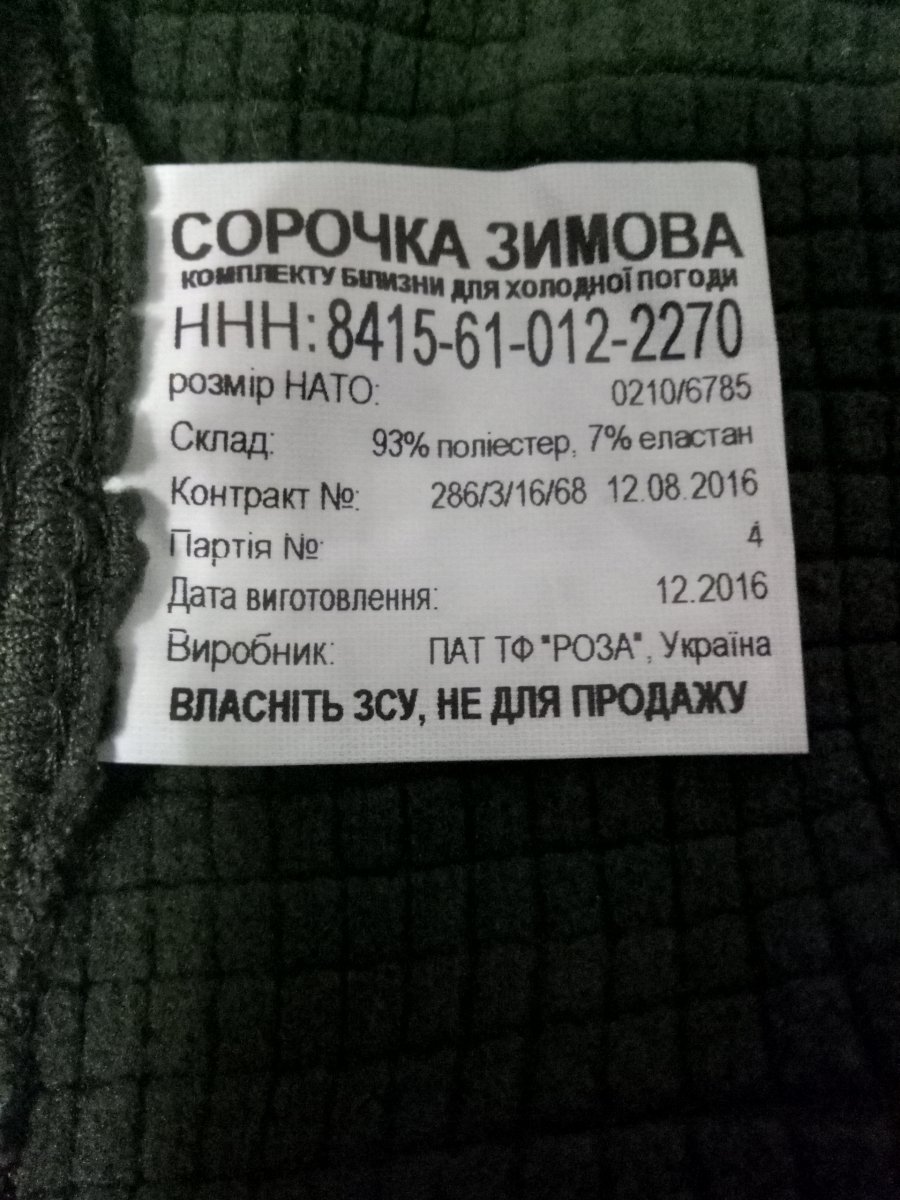 СОРОЧКА ЗИМОВА
КОМПЛЕКТУ БІЛИЗНИ ДЛЯ ХОЛОДНОЇ ПОГОДИ
ННН: 8415-61-012-2270
розмір НАТО: 0210/6785
Склад: 93% поліестер, 7% еластан
Контракт №: 286/3/16/68 12.08.2016
Партія №: 4
Дата виготовлення: 12.2016
Виробник: ПАТ ТФ "РОЗА", Україна
ВЛАСНІТЬ ЗСУ, НЕ ДЛЯ ПРОДАЖУ